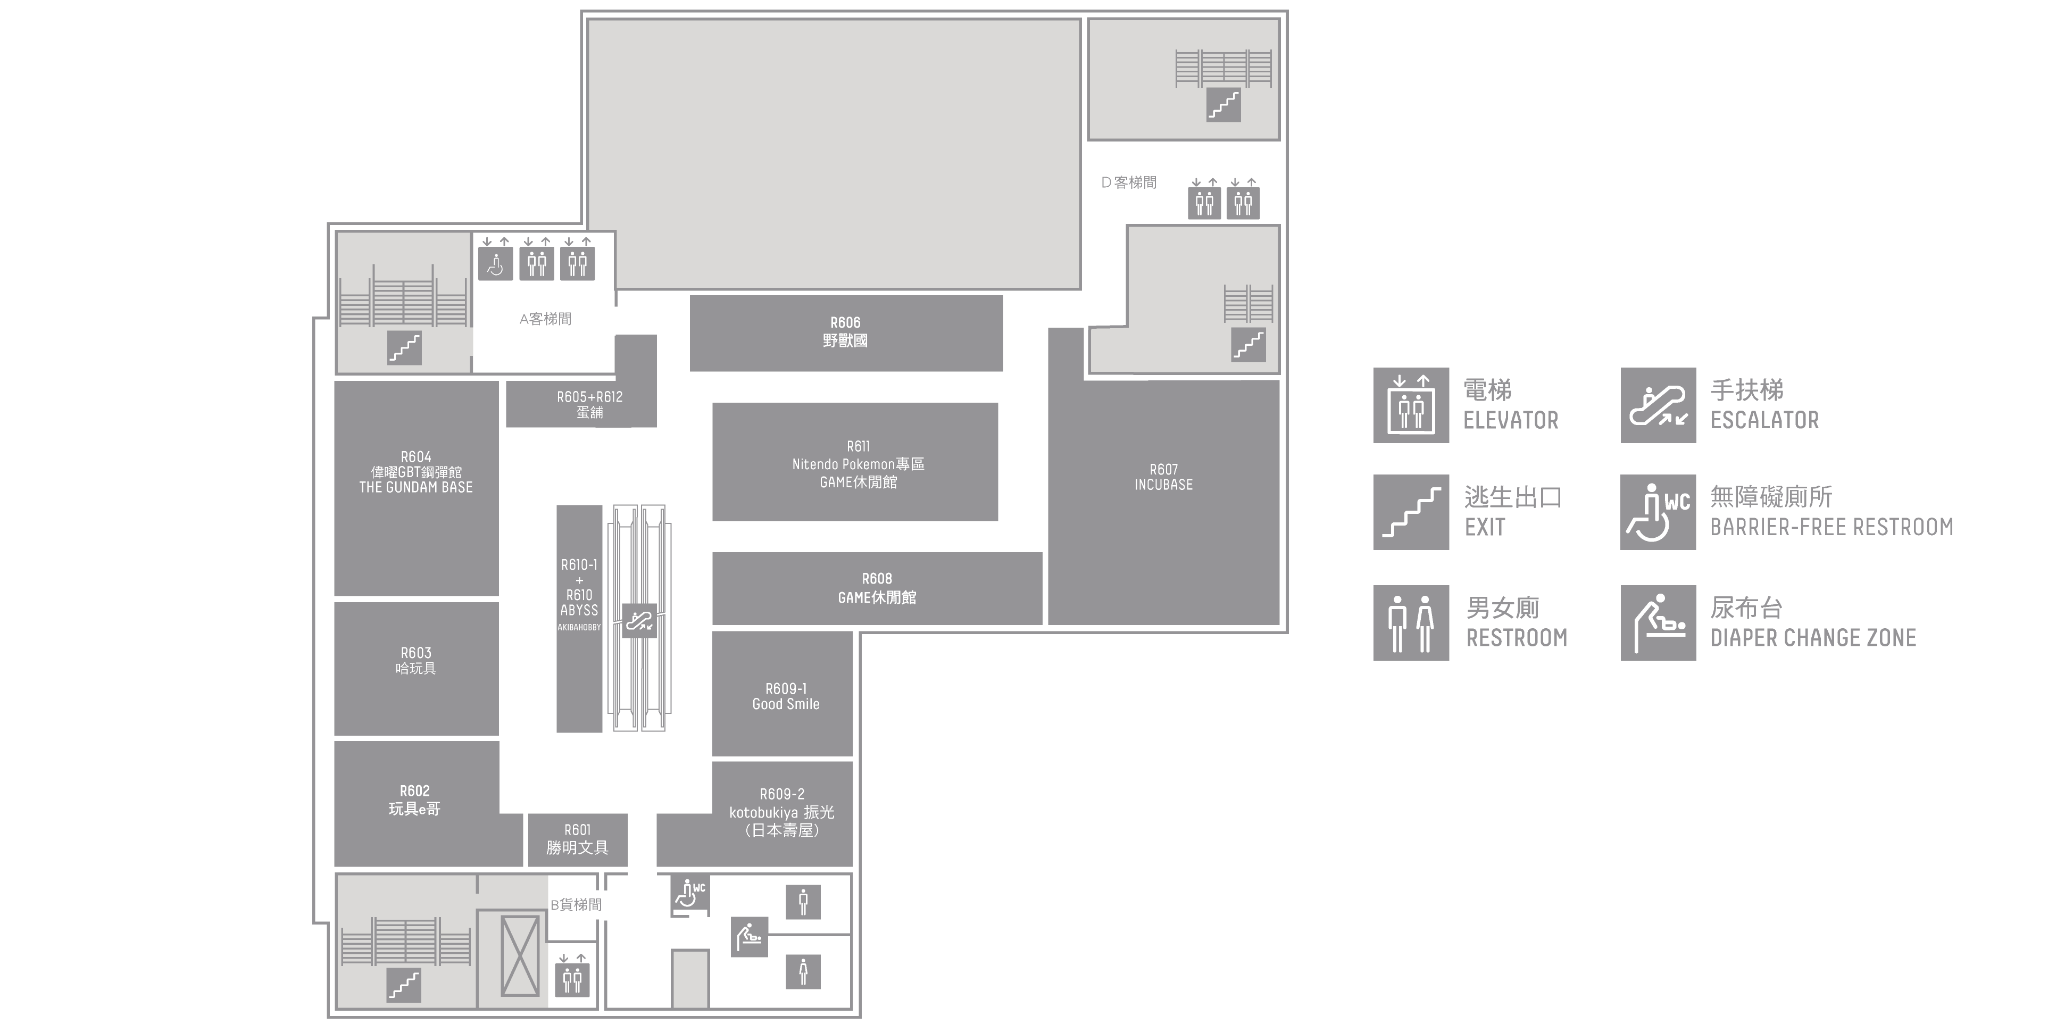 D客梯間
A客梯間
R606
野獸國
R605+R612
蛋舖
R604
偉曜GBT鋼彈館
THE GUNDAM BASE
R611
Nitendo Pokemon專區
GAME休閒館
R607
INCUBASE
R610-1
+
R610
ABYSS
AKIBAHOBBY
R608
GAME休閒館
R603
哈玩具
R609-1
Good Smile
R602
玩具e哥
R609-2
kotobukiya 振光
(日本壽屋)
R601
勝明文具
B貨梯間
WC
電梯
ELEVATOR
手扶梯
ESCALATOR
逃生出口
EXIT
WC
無障礙廁所
BARRIER-FREE RESTROOM
男女廁
RESTROOM
尿布台
DIAPER CHANGE ZONE